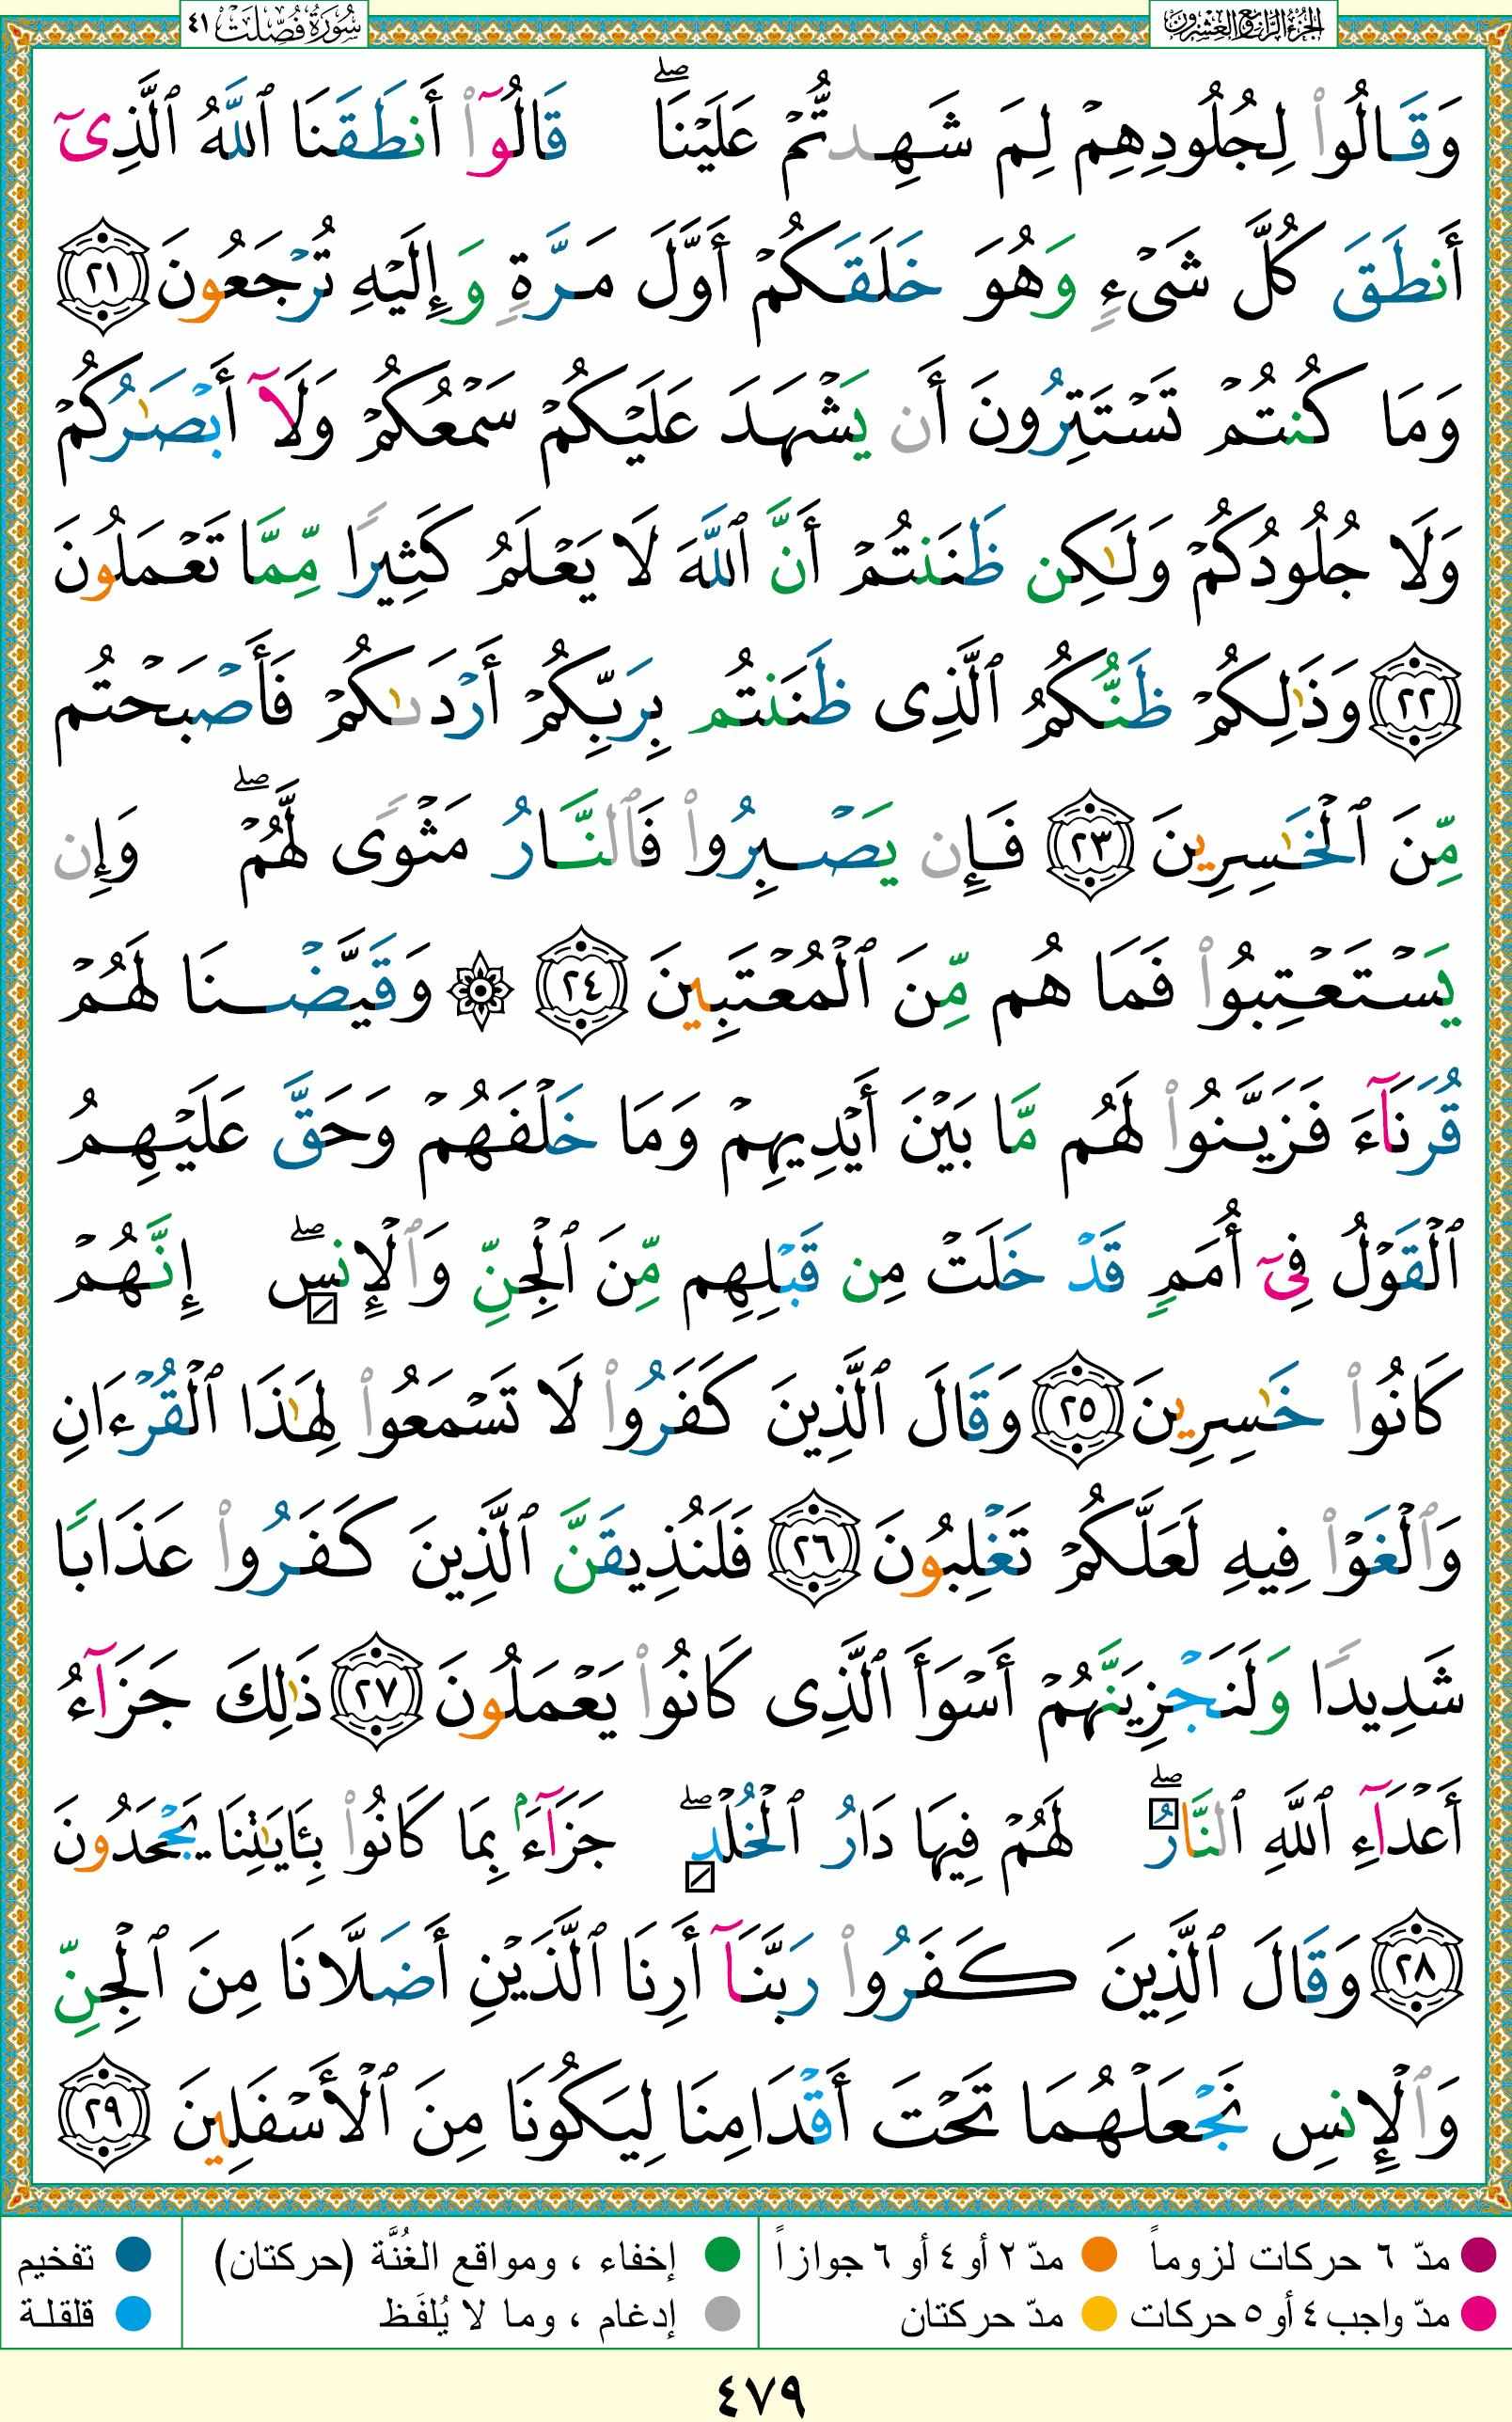 الجزء الرابع والعشرون
سُورَةُ فُصِّلَتْ ٤١
وَقَالُوا۟ لِجُلُودِهِمْ لِمَ شَهِدتُّمْ عَلَيْنَا ۖ قَالُوٓا۟ أَنطَقَنَا ٱللَّهُ ٱلَّذِىٓ
أَنطَقَ كُلَّ شَىْءٍ وَهُوَ خَلَقَكُمْ أَوَّلَ مَرَّةٍ وَإِلَيْهِ تُرْجَعُونَ ٢١
وَمَا كُنتُمْ تَسْتَتِرُونَ أَن يَشْهَدَ عَلَيْكُمْ سَمْعُكُمْ وَلَآ أَبْصَـٰرُكُمْ
وَلَا جُلُودُكُمْ وَلَـٰكِن ظَنَنتُمْ أَنَّ ٱللَّهَ لَا يَعْلَمُ كَثِيرًا مِّمَّا تَعْمَلُونَ
٢٢ وَذَٰلِكُمْ ظَنُّكُمُ ٱلَّذِى ظَنَنتُم بِرَبِّكُمْ أَرْدَىٰكُمْ فَأَصْبَحْتُم
مِّنَ ٱلْخَـٰسِرِينَ ٢٣ فَإِن يَصْبِرُوا۟ فَٱلنَّارُ مَثْوًى لَّهُمْ ۖ وَإِن
يَسْتَعْتِبُوا۟ فَمَا هُم مِّنَ ٱلْمُعْتَبِينَ ٢٤ ۞ وَقَيَّضْنَا لَهُمْ
قُرَنَآءَ فَزَيَّنُوا۟ لَهُم مَّا بَيْنَ أَيْدِيهِمْ وَمَا خَلْفَهُمْ وَحَقَّ عَلَيْهِمُ
ٱلْقَوْلُ فِىٓ أُمَمٍ قَدْ خَلَتْ مِن قَبْلِهِم مِّنَ ٱلْجِنِّ وَٱلْإِنسِ ۖ إِنَّهُمْ
كَانُوا۟ خَـٰسِرِينَ ٢٥ وَقَالَ ٱلَّذِينَ كَفَرُوا۟ لَا تَسْمَعُوا۟ لِهَـٰذَا ٱلْقُرْءَانِ
وَٱلْغَوْا۟ فِيهِ لَعَلَّكُمْ تَغْلِبُونَ ٢٦ فَلَنُذِيقَنَّ ٱلَّذِينَ كَفَرُوا۟ عَذَابًا
شَدِيدًا وَلَنَجْزِيَنَّهُمْ أَسْوَأَ ٱلَّذِى كَانُوا۟ يَعْمَلُونَ ٢٧ ذَٰلِكَ جَزَآءُ
أَعْدَآءِ ٱللَّهِ ٱلنَّارُ ۖ لَهُمْ فِيهَا دَارُ ٱلْخُلْدِ ۖ جَزَآءًۢ بِمَا كَانُوا۟ بِـَٔايَـٰتِنَا يَجْحَدُونَ
٢٨ وَقَالَ ٱلَّذِينَ كَفَرُوا۟ رَبَّنَآ أَرِنَا ٱلَّذَيْنِ أَضَلَّانَا مِنَ ٱلْجِنِّ
وَٱلْإِنسِ نَجْعَلْهُمَا تَحْتَ أَقْدَامِنَا لِيَكُونَا مِنَ ٱلْأَسْفَلِينَ ٢٩
مدّ ٦ حركات لزوماً مدّ ٢ أو ٤ أو ٦ جوازاً إخفاء ، ومواقع الغُنَّة (حركتان) تفخيم
مدّ واجب ٤ أو ٥ حركات مدّ حركتان إدغام ، وما لا يُلفَظ قلقلة
٤٧٩